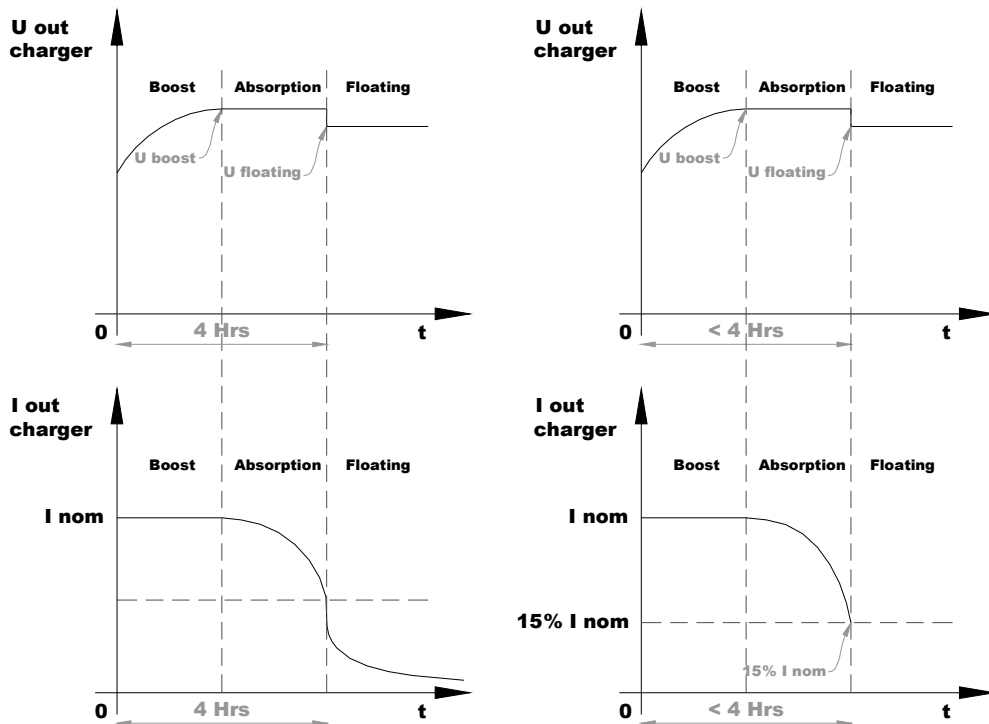 U out
charger
Boost Absorption Floating
U boost
U floating
0 4 Hrs t
U out
charger
Boost Absorption Floating
U boost
U floating
0 < 4 Hrs t
I out
charger
Boost Absorption Floating
I nom
0 4 Hrs t
I out
charger
Boost Absorption Floating
I nom
15% I nom
15% I nom
0 < 4 Hrs t